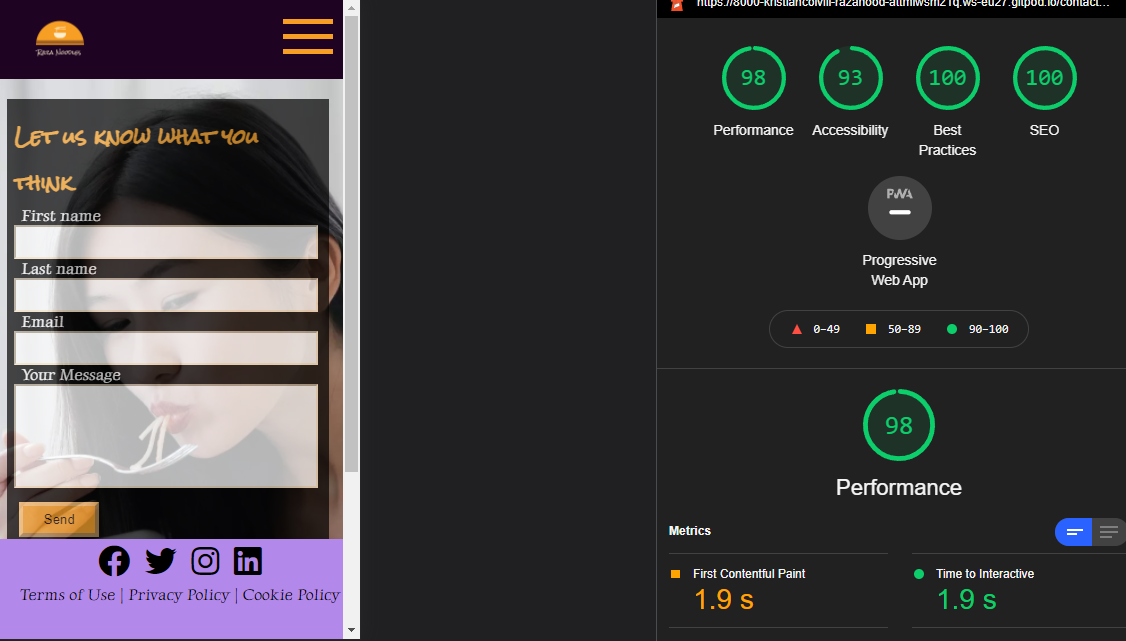 Raza Noodles
Let us know what you
think
First name
Last name
Email
Your Message
Send
Terms of Use | Privacy Policy | Cookie Policy
https://8000-kristiancolvill-razahood-attmlwsm21q.ws-eu27.gitpod.io/contact...
98
93
100
100
Performance
Accessibility
Best
Practices
SEO
PWA
Progressive
Web App
0–49
50–89
90–100
98
Performance
Metrics
First Contentful Paint
1.9 s
Time to Interactive
1.9 s